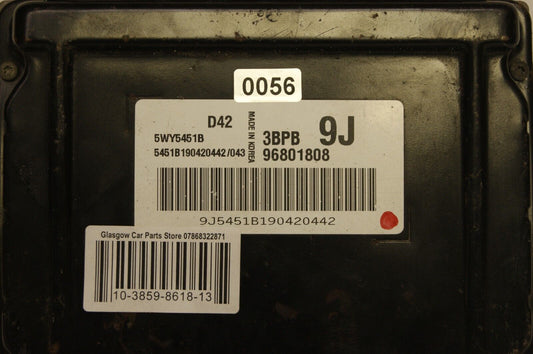 0056
D42
5WY5451B
5451B190420442/043
MADE IN KOREA
3BPB 9J
96801808
9J5451B190420442
Glasgow Car Parts Store 07868322871
10-3859-8618-13